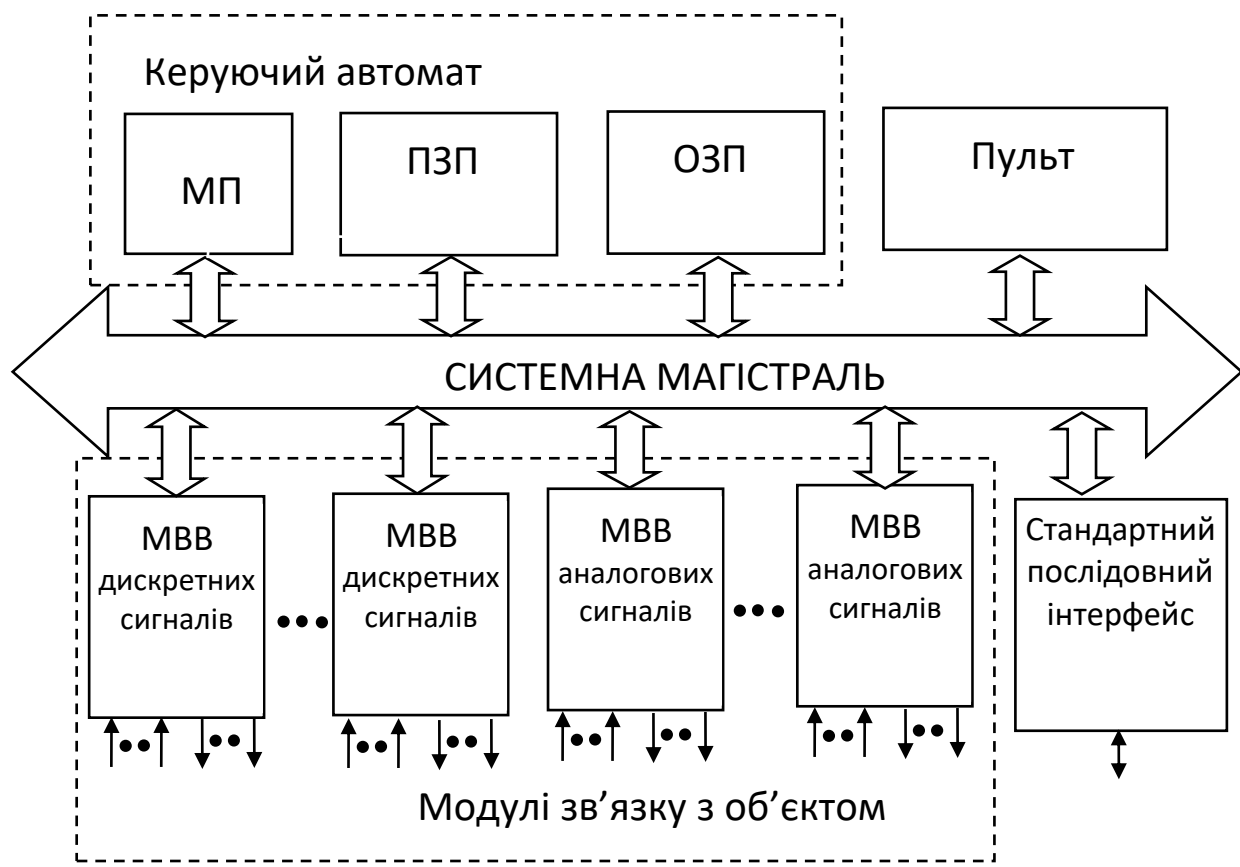 Керуючий автомат
МП
ПЗП
ОЗП
Пульт
СИСТЕМНА МАГІСТРАЛЬ
МВВ
дискретних
сигналів
МВВ
дискретних
сигналів
МВВ
аналогових
сигналів
МВВ
аналогових
сигналів
Стандартний
послідовний
інтерфейс
Модулі зв’язку з об’єктом